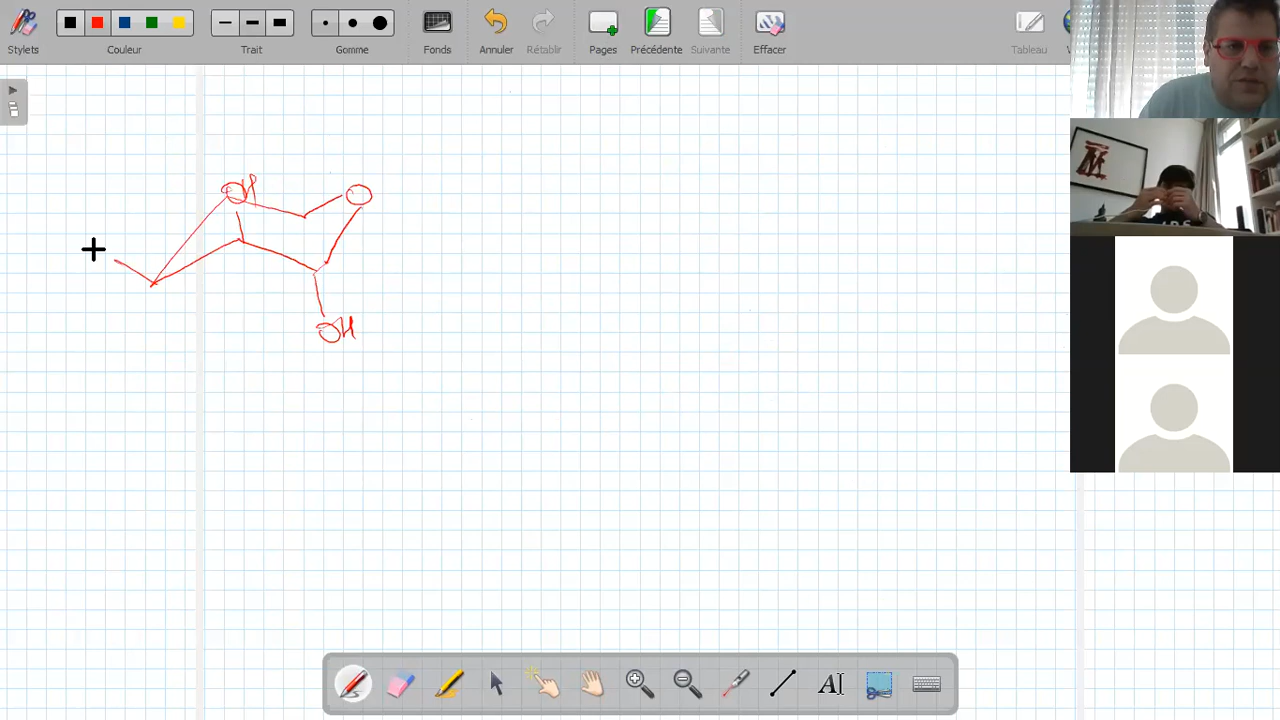 Stylets
Couleur
Trait
Gomme
Fonds
Annuler
Rétablir
Pages
Précédente
Suivante
Effacer
Tableau
OH
O
OH